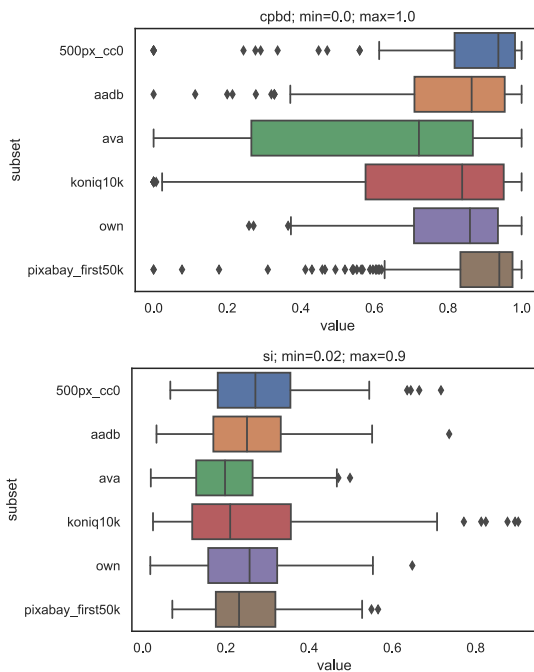 cpbd; min=0.0; max=1.0
500px_cc0
aadb
ava
koniq10k
own
pixabay_first50k
subset
0.0 0.2 0.4 0.6 0.8 1.0
value
si; min=0.02; max=0.9
500px_cc0
aadb
ava
koniq10k
own
pixabay_first50k
subset
0.0 0.2 0.4 0.6 0.8
value